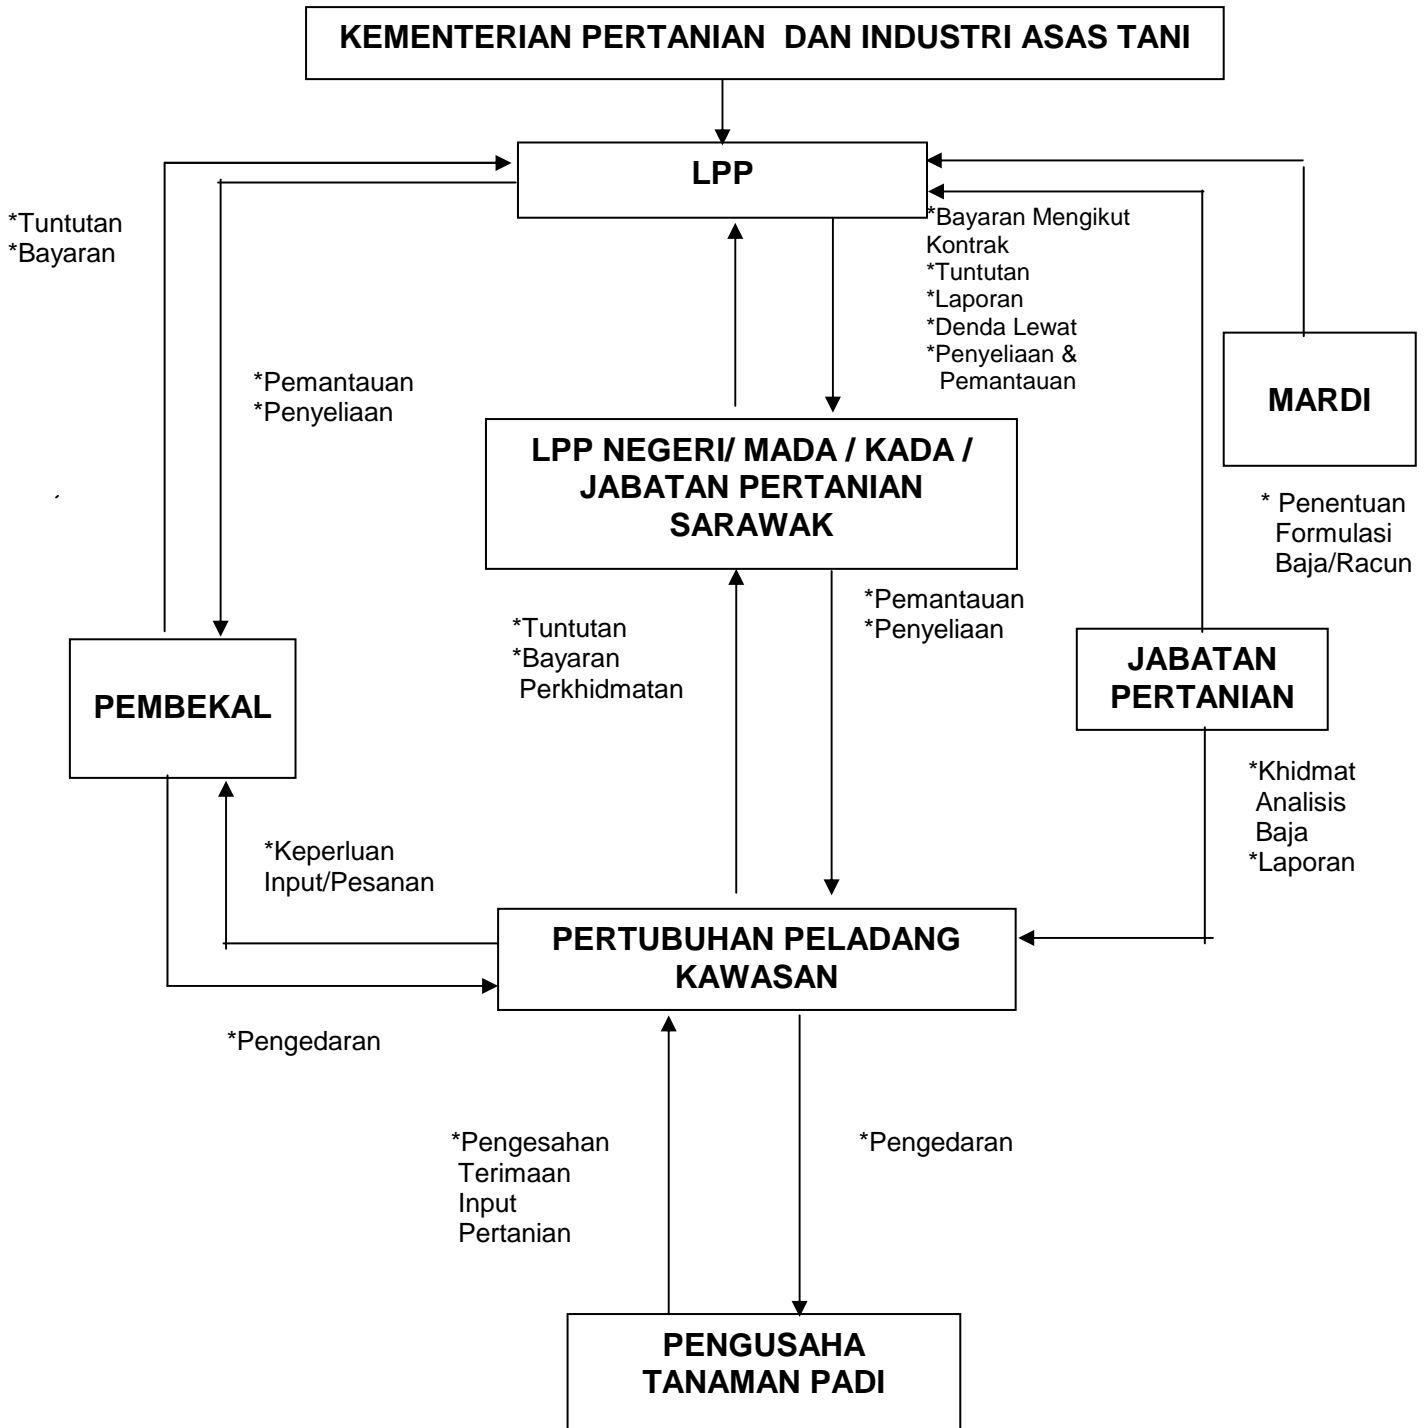 KEMENTERIAN PERTANIAN DAN INDUSTRI ASAS TANI
LPP
*Tuntutan
*Bayaran
*Bayaran Mengikut
Kontrak
*Tuntutan
*Laporan
*Denda Lewat
*Penyeliaan &
Pemantauan
*Pemantauan
*Penyeliaan
MARDI
LPP NEGERI/ MADA / KADA /
JABATAN PERTANIAN
SARAWAK
* Penentuan
Formulasi
Baja/Racun
*Tuntutan
*Bayaran
Perkhidmatan
*Pemantauan
*Penyeliaan
PEMBEKAL
JABATAN
PERTANIAN
*Khidmat
Analisis
Baja
*Laporan
*Keperluan
Input/Pesanan
PERTUBUHAN PELADANG
KAWASAN
*Pengedaran
*Pengesahan
Terimaan
Input
Pertanian
*Pengedaran
PENGUSAHA
TANAMAN PADI